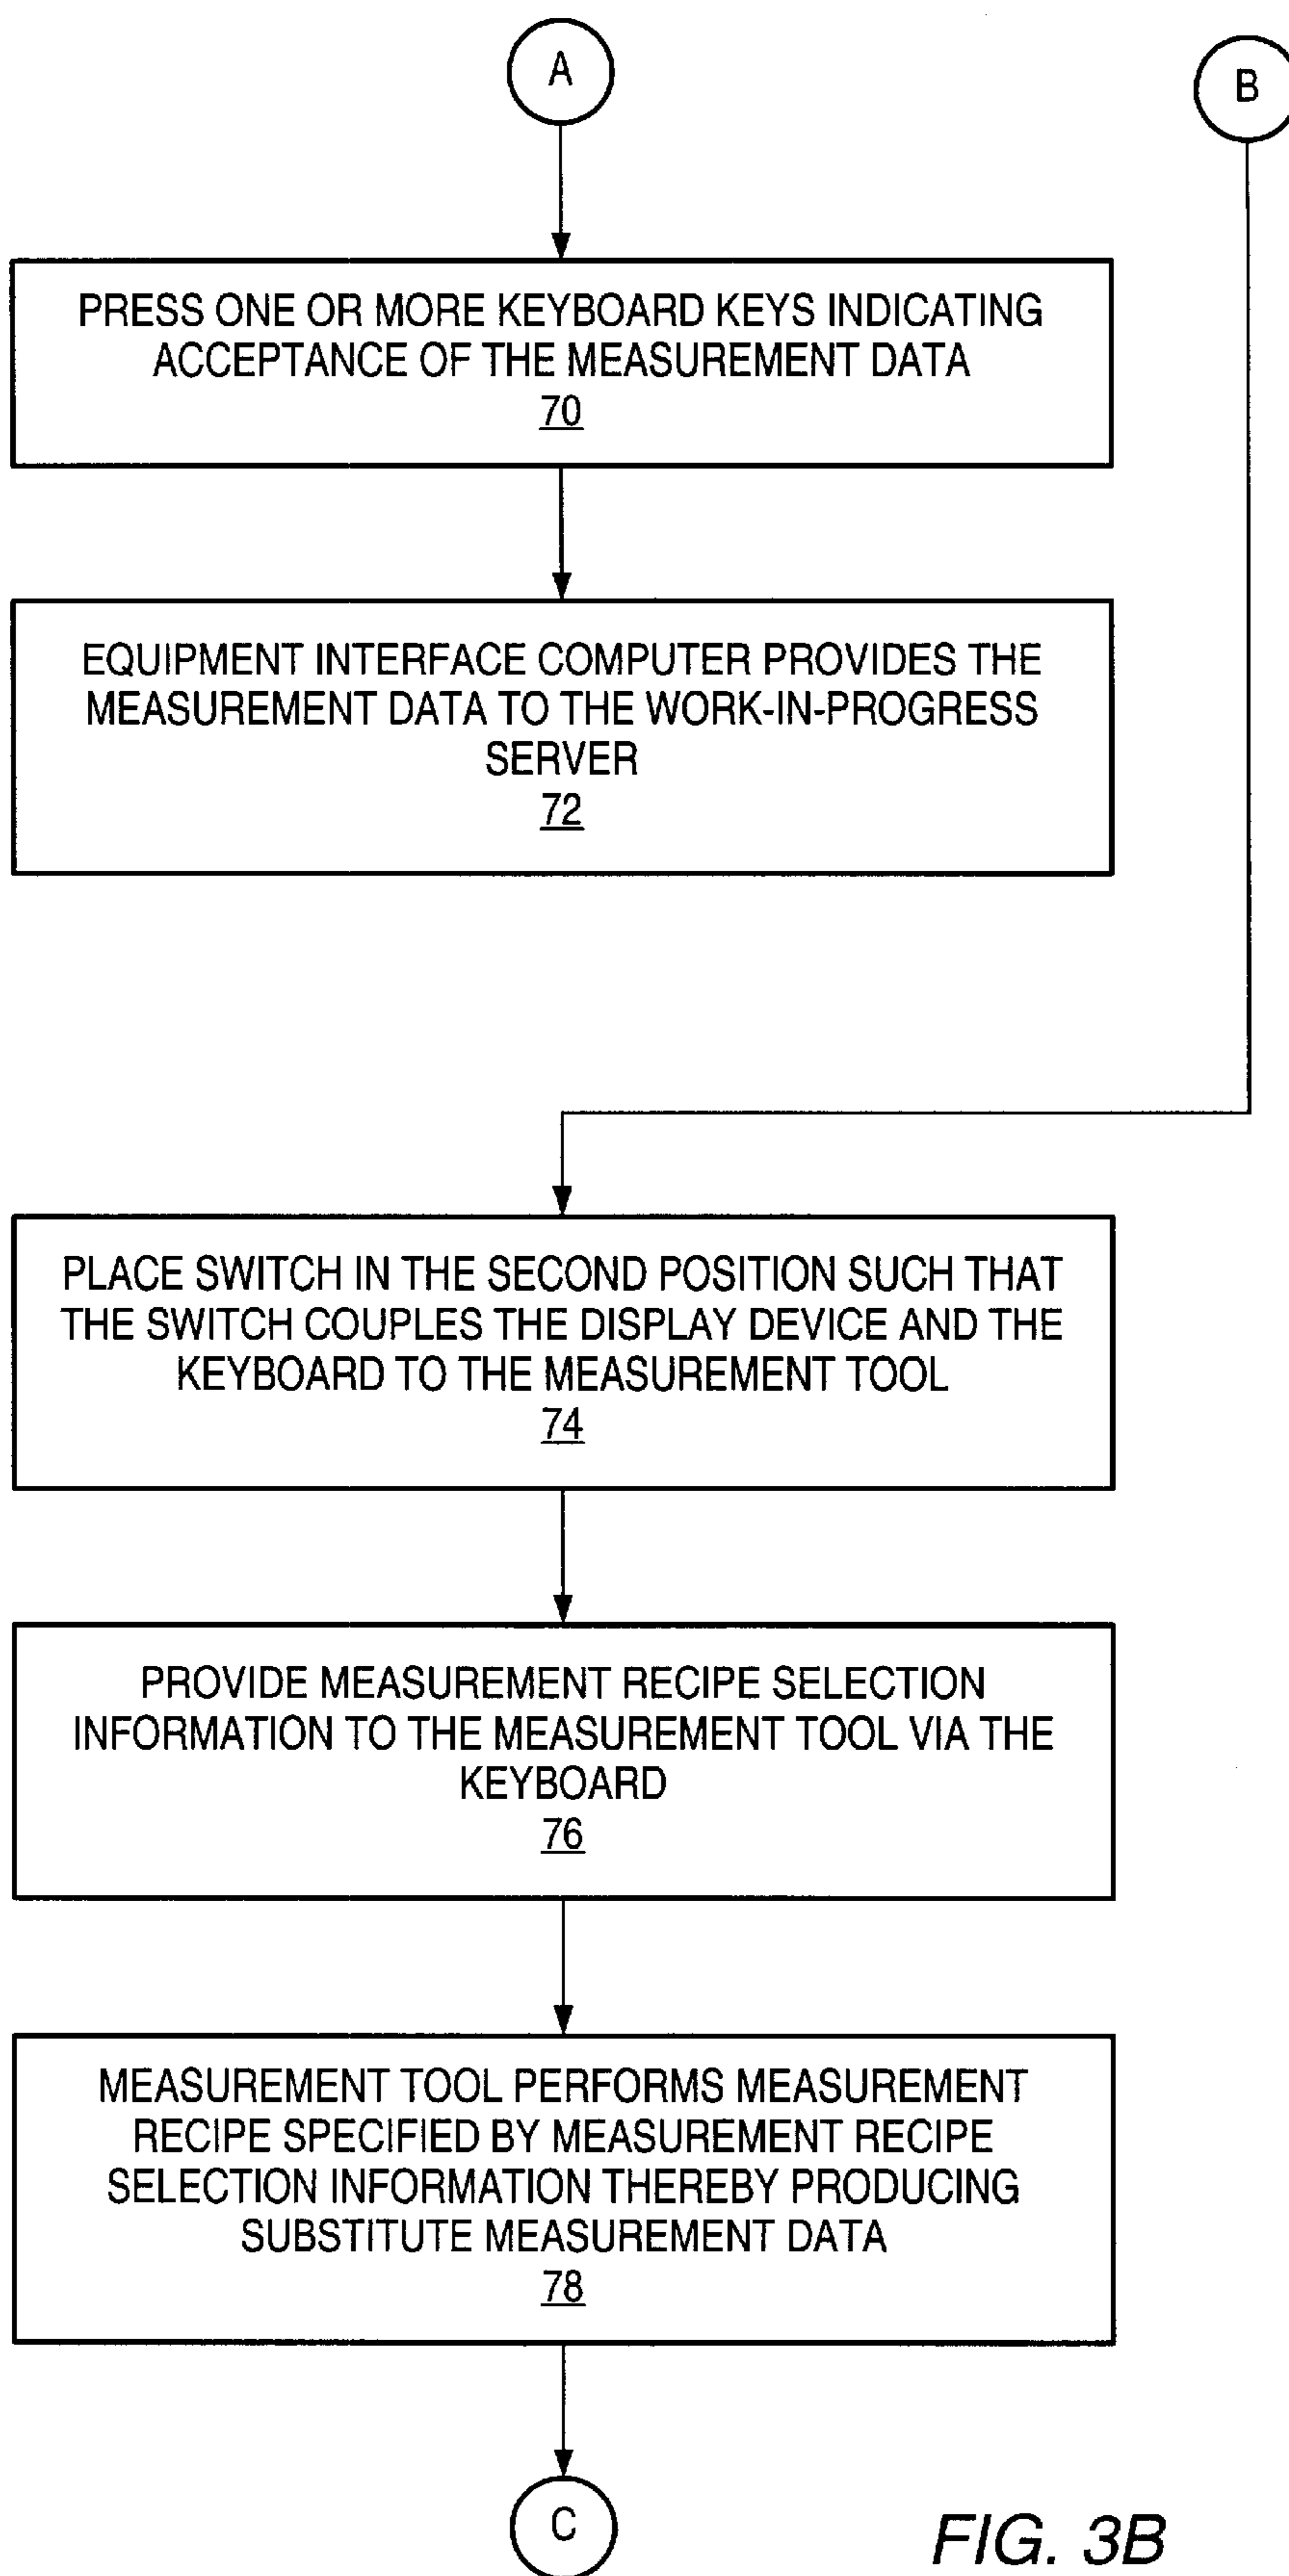 A
B
PRESS ONE OR MORE KEYBOARD KEYS INDICATING
ACCEPTANCE OF THE MEASUREMENT DATA
70
EQUIPMENT INTERFACE COMPUTER PROVIDES THE
MEASUREMENT DATA TO THE WORK-IN-PROGRESS
SERVER
72
PLACE SWITCH IN THE SECOND POSITION SUCH THAT
THE SWITCH COUPLES THE DISPLAY DEVICE AND THE
KEYBOARD TO THE MEASUREMENT TOOL
74
PROVIDE MEASUREMENT RECIPE SELECTION
INFORMATION TO THE MEASUREMENT TOOL VIA THE
KEYBOARD
76
MEASUREMENT TOOL PERFORMS MEASUREMENT
RECIPE SPECIFIED BY MEASUREMENT RECIPE
SELECTION INFORMATION THEREBY PRODUCING
SUBSTITUTE MEASUREMENT DATA
78
C
FIG. 3B